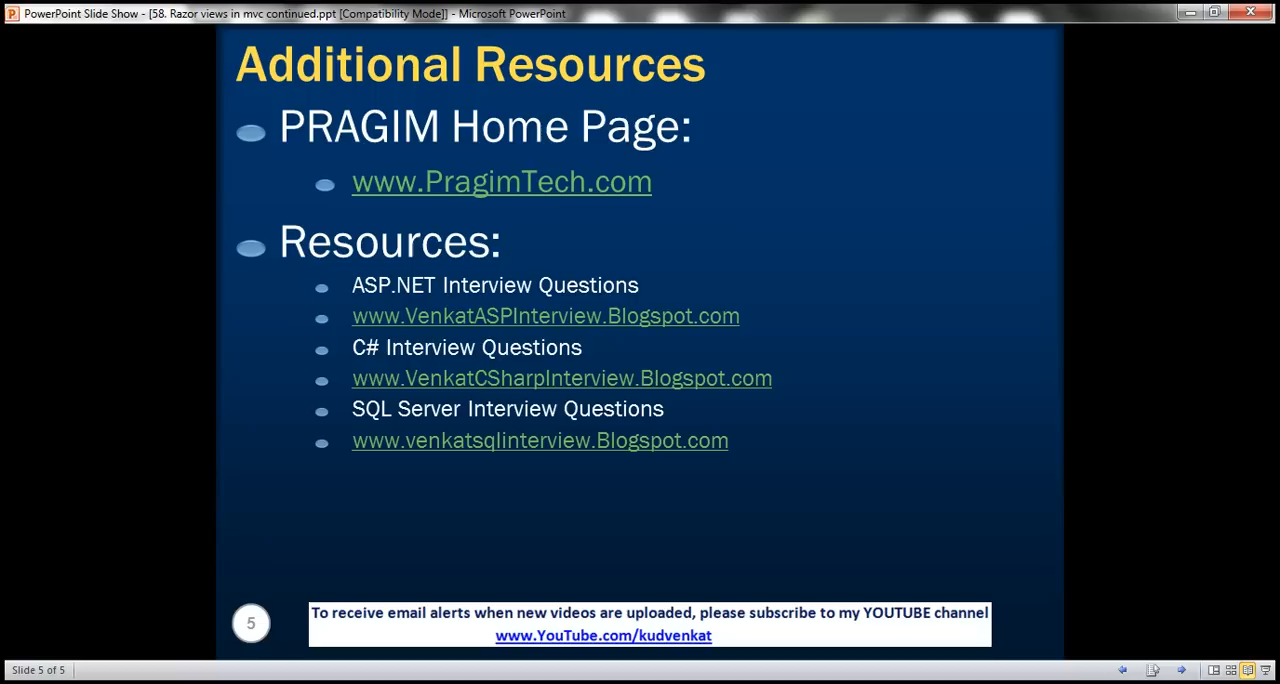 PowerPoint Slide Show - [58. Razor views in mvc continued.ppt [Compatibility Mode]] - Microsoft PowerPoint
Additional Resources
PRAGIM Home Page:
www.PragimTech.com
Resources:
ASP.NET Interview Questions
www.VenkatASPInterview.Blogspot.com
C# Interview Questions
www.VenkatCSharpInterview.Blogspot.com
SQL Server Interview Questions
www.venkatsqlinterview.Blogspot.com
5
To receive email alerts when new videos are uploaded, please subscribe to my YOUTUBE channel
www.YouTube.com/kudvenkat
Slide 5 of 5